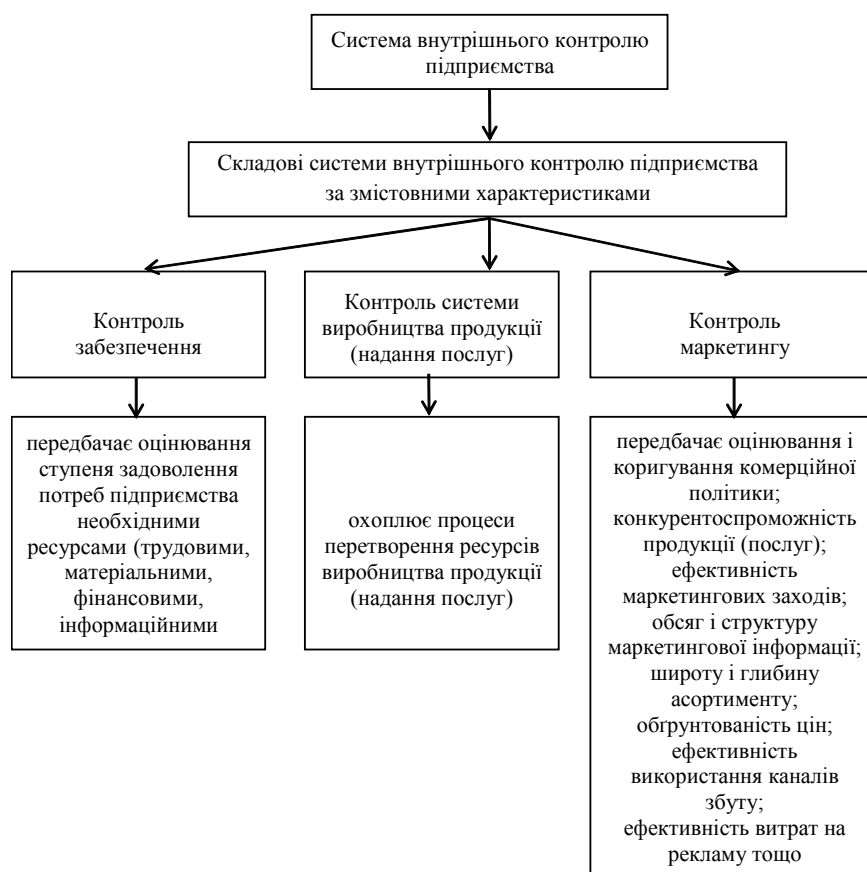 Система внутрішнього контролю
підприємства
Складові системи внутрішнього контролю підприємства
за змістовними характеристиками
Контроль
забезпечення
Контроль системи
виробництва продукції
(надання послуг)
Контроль
маркетингу
передбачає оцінювання
ступеня задоволення
потреб підприємства
необхідними
ресурсами (трудовими,
матеріальними,
фінансовими,
інформаційними
охоплює процеси
перетворення ресурсів
виробництва продукції
(надання послуг)
передбачає оцінювання і
коригування комерційної
політики;
конкурентоспроможність
продукції (послуг);
ефективність
маркетингових заходів;
обсяг і структуру
маркетингової інформації;
широту і глибину
асортименту;
обґрунтованість цін;
ефективність
використання каналів
збуту;
ефективність витрат на
рекламу тощо